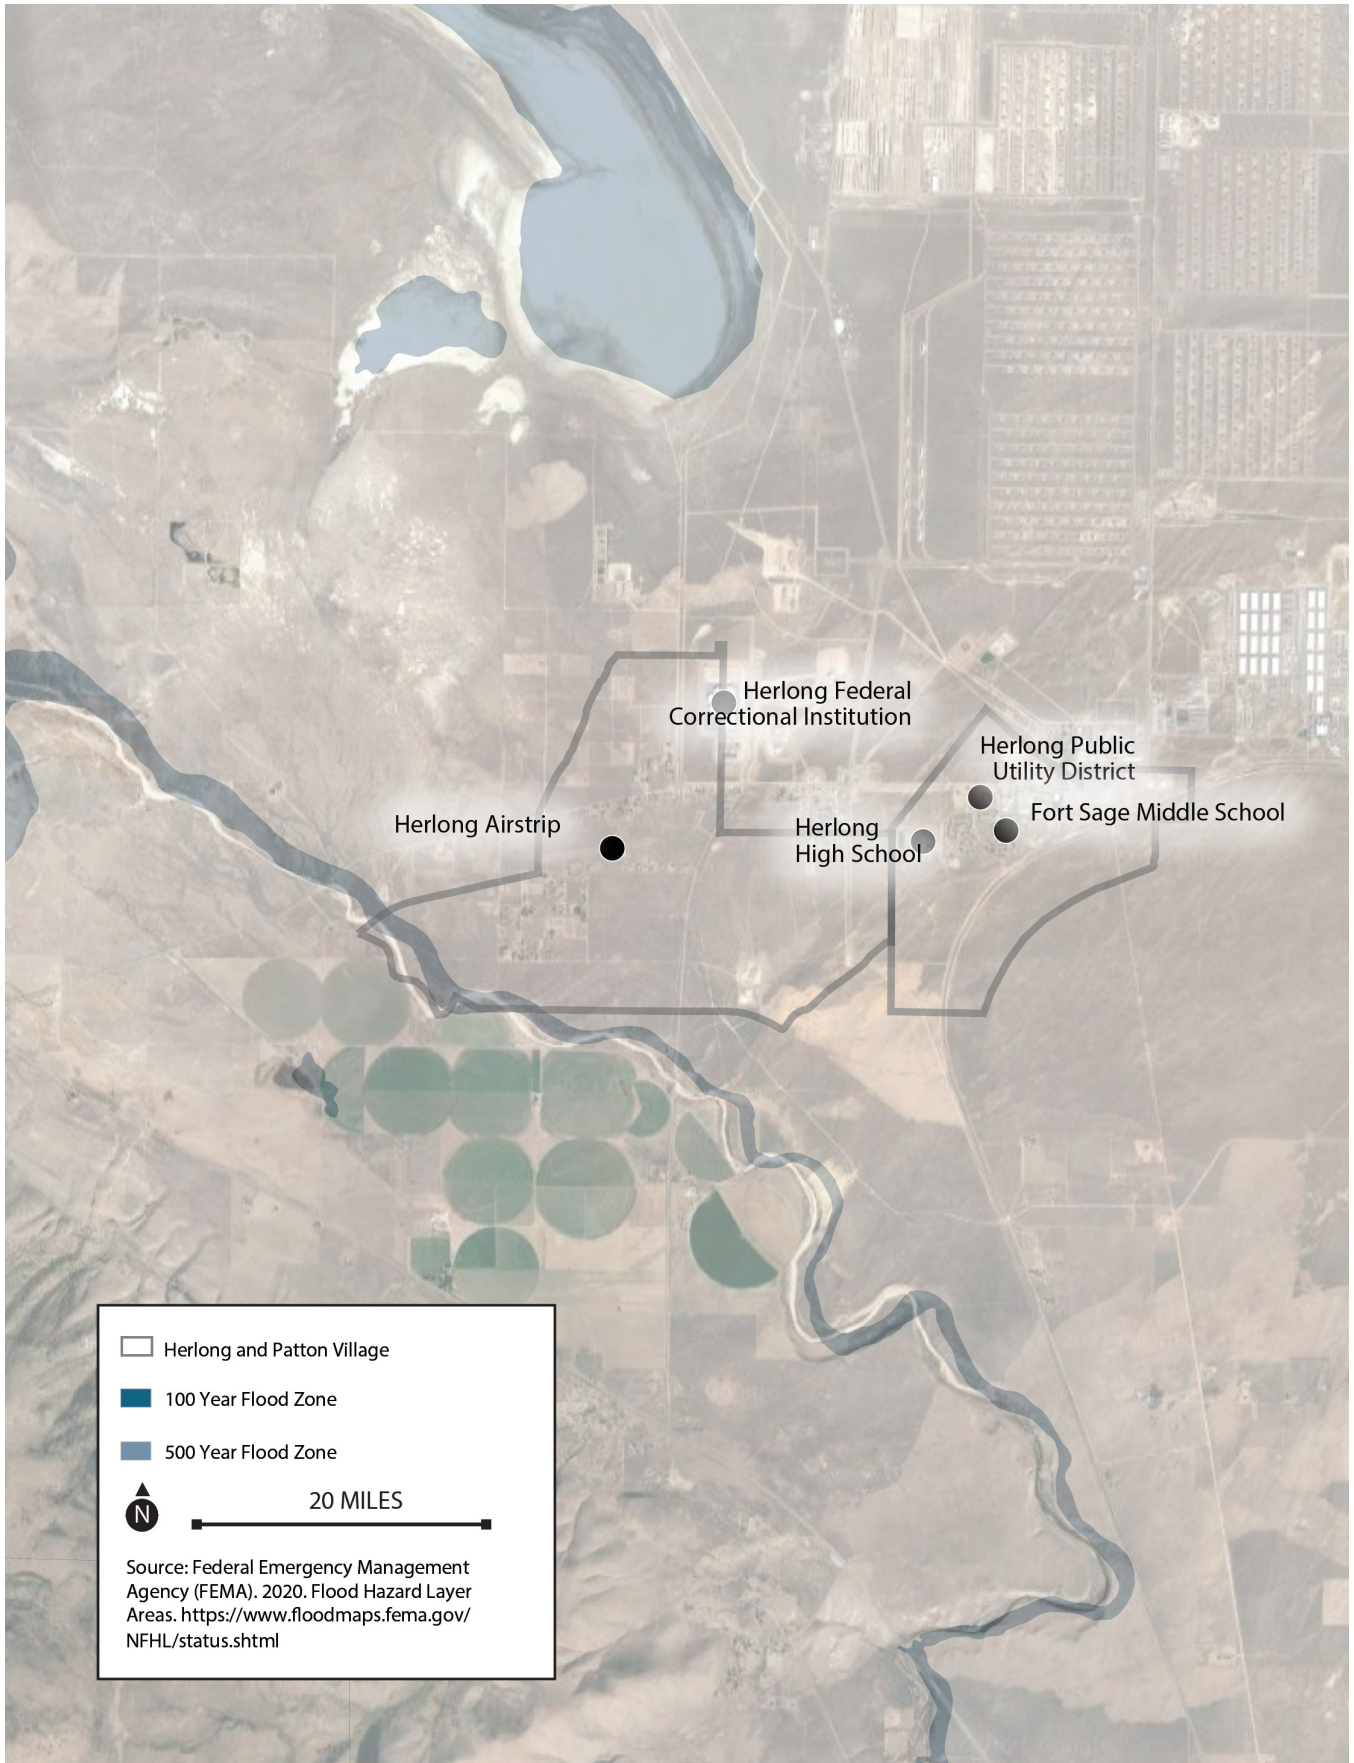 Herlong Federal
Correctional Institution
Herlong Public
Utility District
Fort Sage Middle School
Herlong Airstrip
Herlong
High School
Herlong and Patton Village
100 Year Flood Zone
500 Year Flood Zone
N
20 MILES
Source: Federal Emergency Management
Agency (FEMA). 2020. Flood Hazard Layer
Areas. https://www.floodmaps.fema.gov/
NFHL/status.shtml